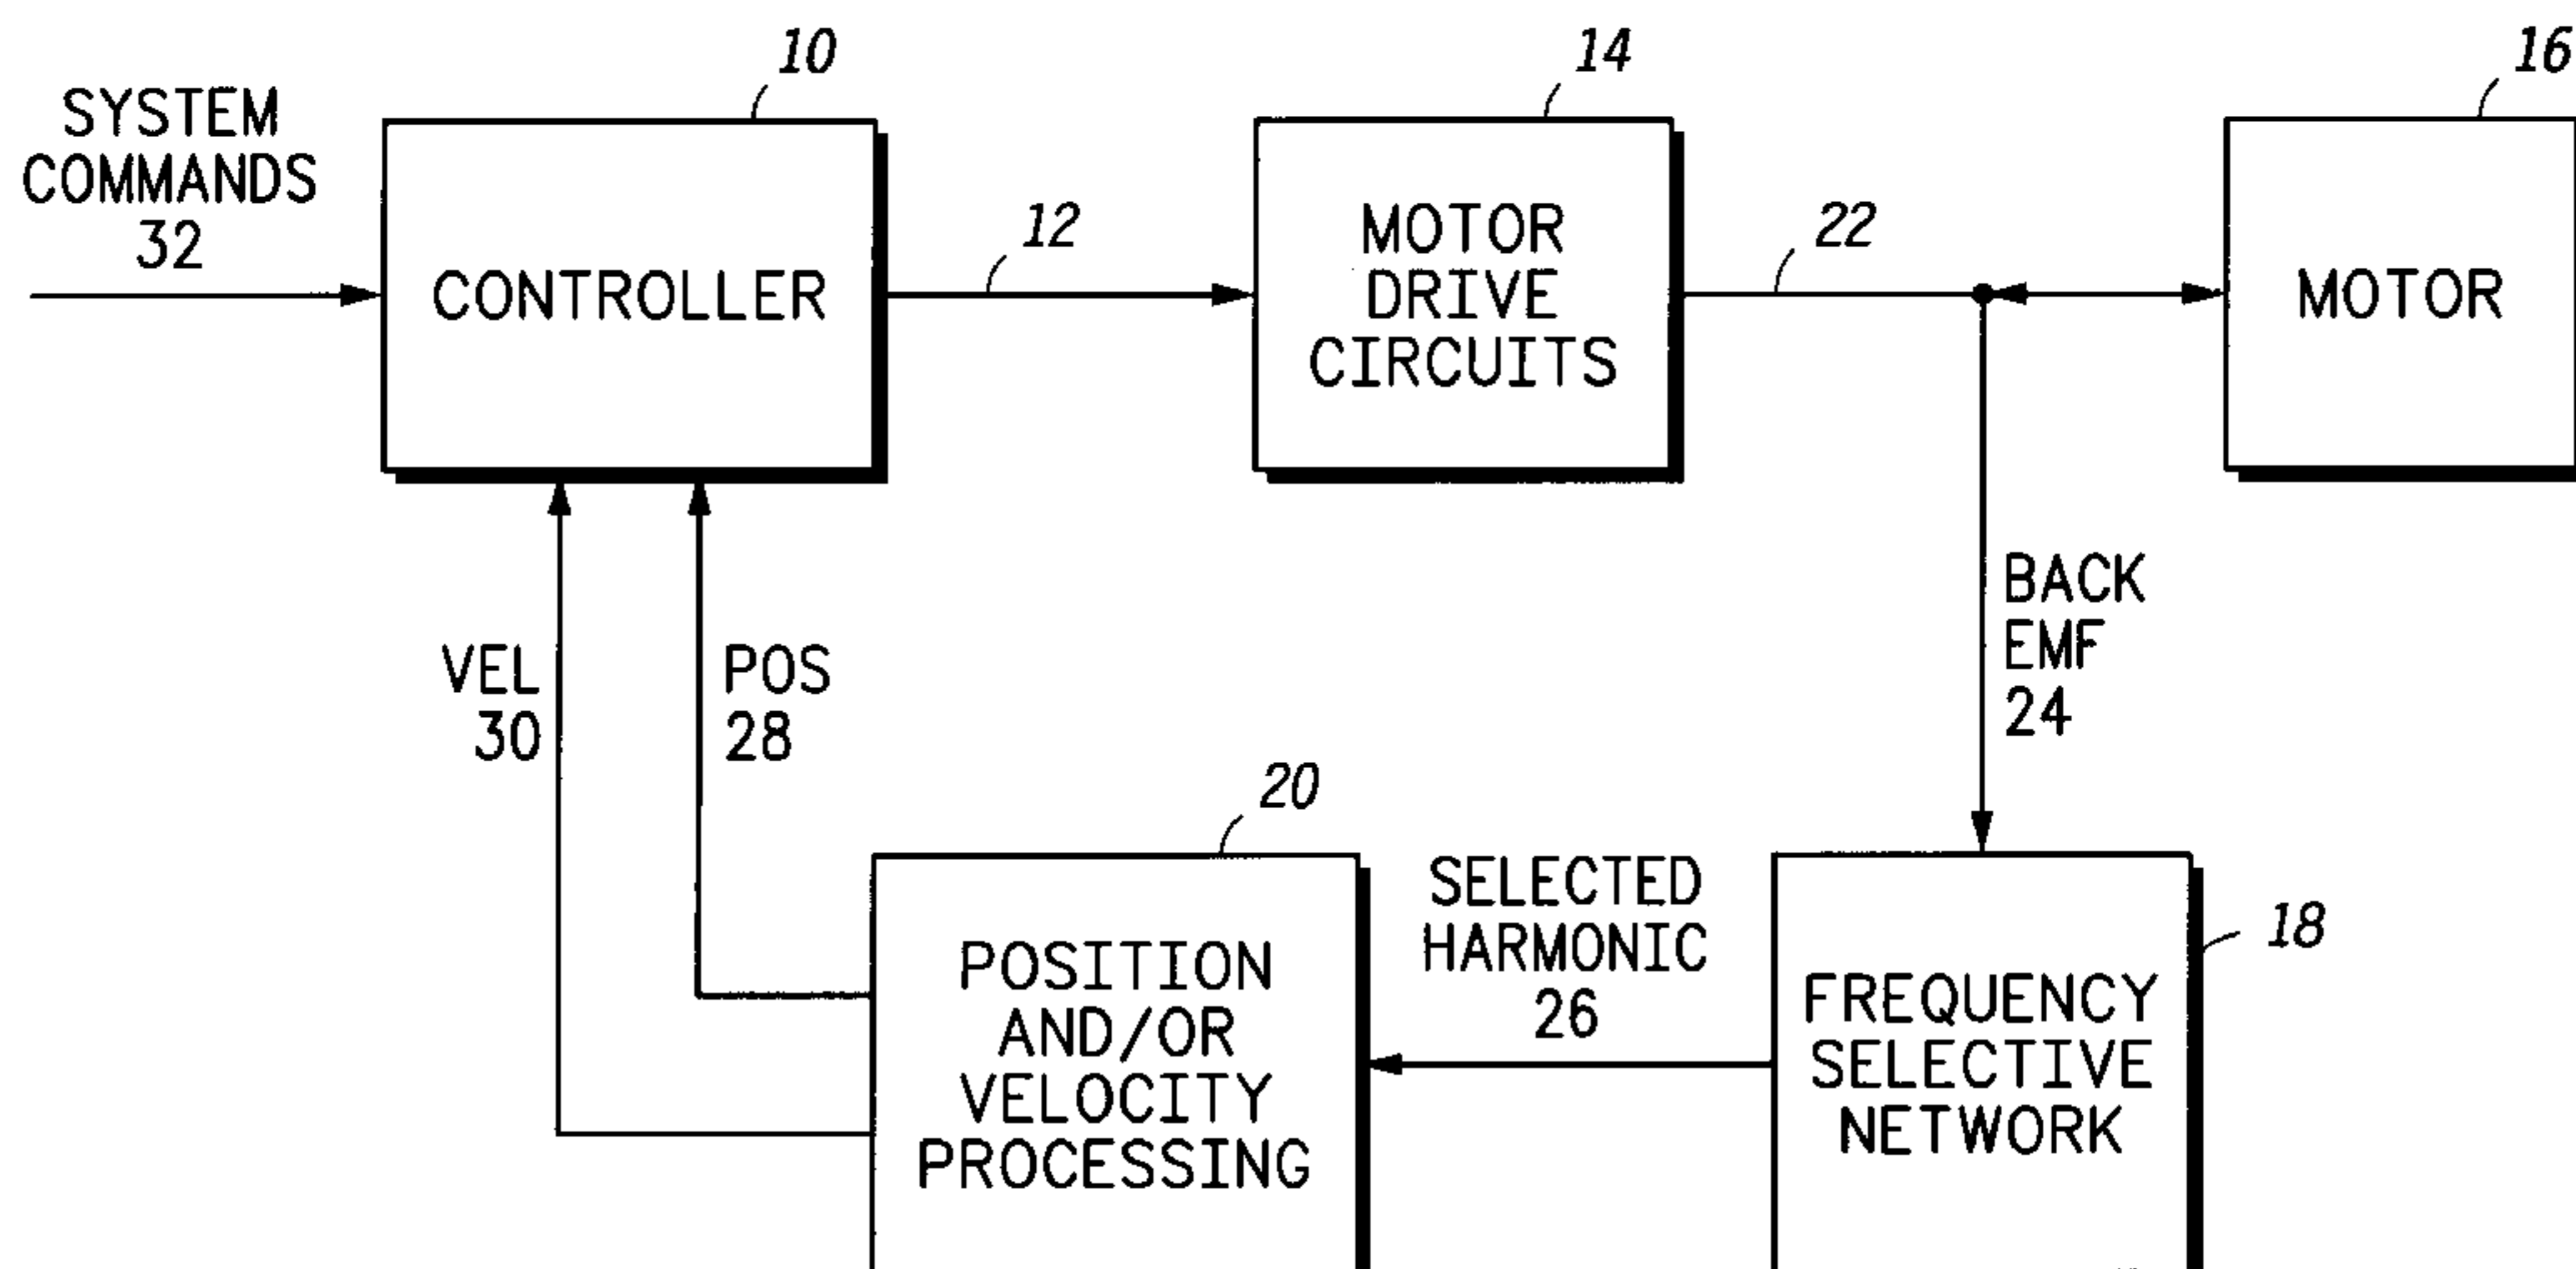 10
14
16
SYSTEM
COMMANDS
32
CONTROLLER
12
MOTOR
DRIVE
CIRCUITS
22
MOTOR
BACK
EMF
24
VEL
30
POS
28
20
POSITION
AND/OR
VELOCITY
PROCESSING
SELECTED
HARMONIC
26
18
FREQUENCY
SELECTIVE
NETWORK